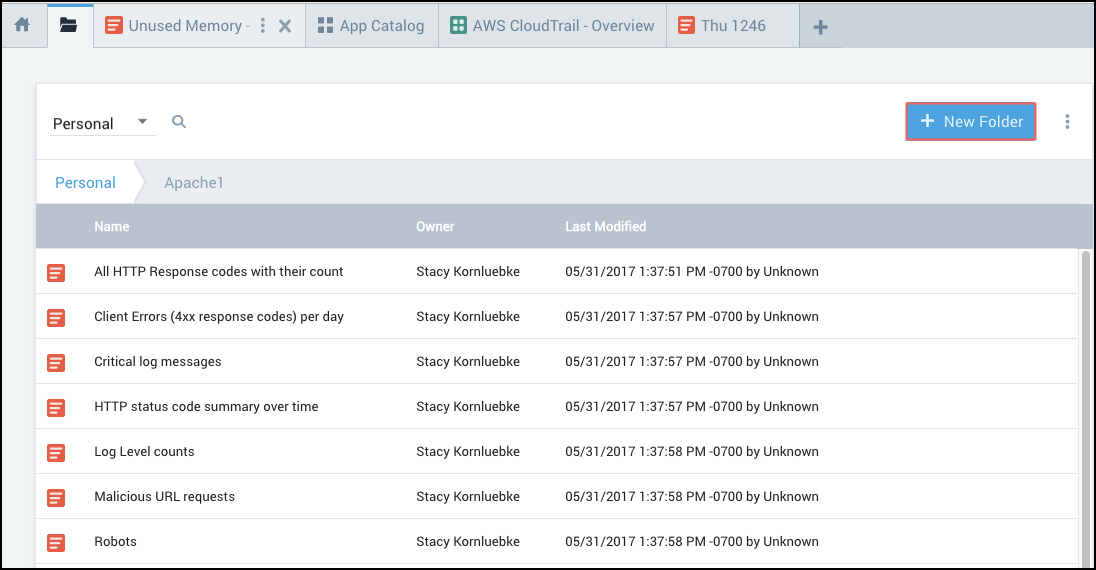 Unused Memory - App Catalog AWS CloudTrail - Overview Thu 1246
Personal New Folder
Personal Apache1
Name Owner Last Modified
All HTTP Response codes with their count Stacy Kornluebke 05/31/2017 1:37:51 PM -0700 by Unknown
Client Errors (4xx response codes) per day Stacy Kornluebke 05/31/2017 1:37:57 PM -0700 by Unknown
Critical log messages Stacy Kornluebke 05/31/2017 1:37:57 PM -0700 by Unknown
HTTP status code summary over time Stacy Kornluebke 05/31/2017 1:37:57 PM -0700 by Unknown
Log Level counts Stacy Kornluebke 05/31/2017 1:37:58 PM -0700 by Unknown
Malicious URL requests Stacy Kornluebke 05/31/2017 1:37:58 PM -0700 by Unknown
Robots Stacy Kornluebke 05/31/2017 1:37:58 PM -0700 by Unknown